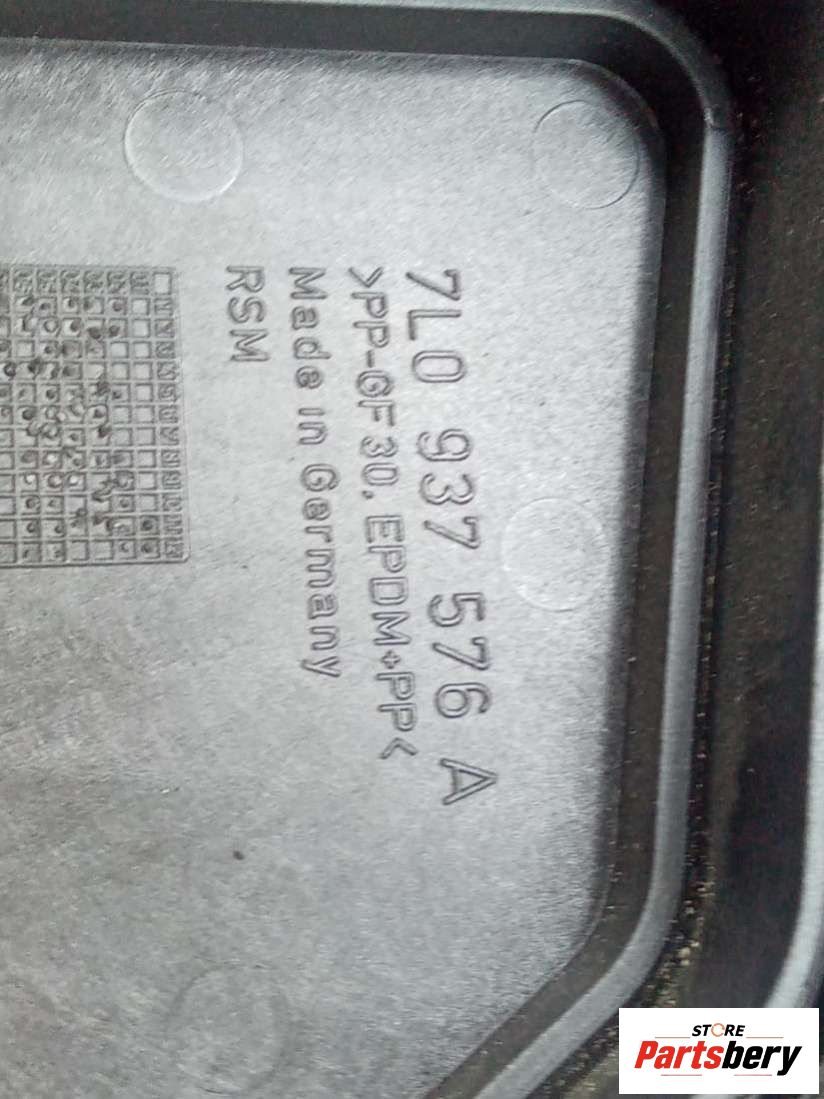 7L0 937 576 A
>PP-GF30, EPDM+PP<
Made in Germany
RSM
STORE
Partsbery